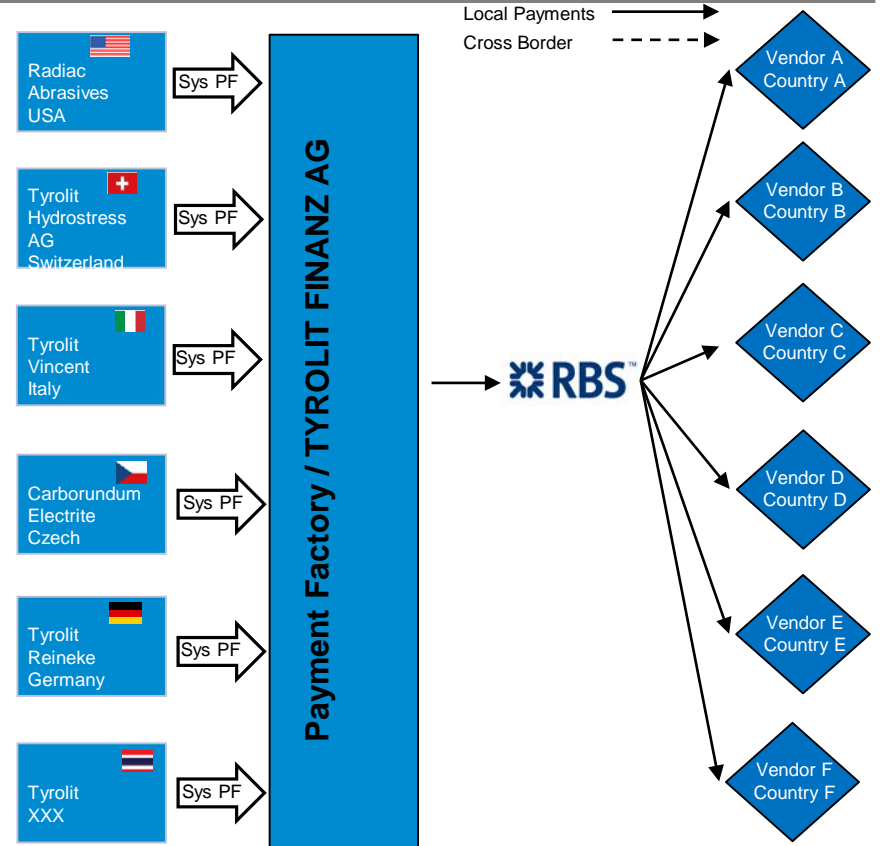 Local Payments
Cross Border
Radiac
Abrasives
USA
Sys PF
Tyrolit
Hydrostress
AG
Switzerland
Sys PF
Tyrolit
Vincent
Italy
Sys PF
Carborundum
Electrite
Czech
Sys PF
Tyrolit
Reineke
Germany
Sys PF
Tyrolit
XXX
Sys PF
Payment Factory / TYROLIT FINANZ AG
RBS™
Vendor A
Country A
Vendor B
Country B
Vendor C
Country C
Vendor D
Country D
Vendor E
Country E
Vendor F
Country F